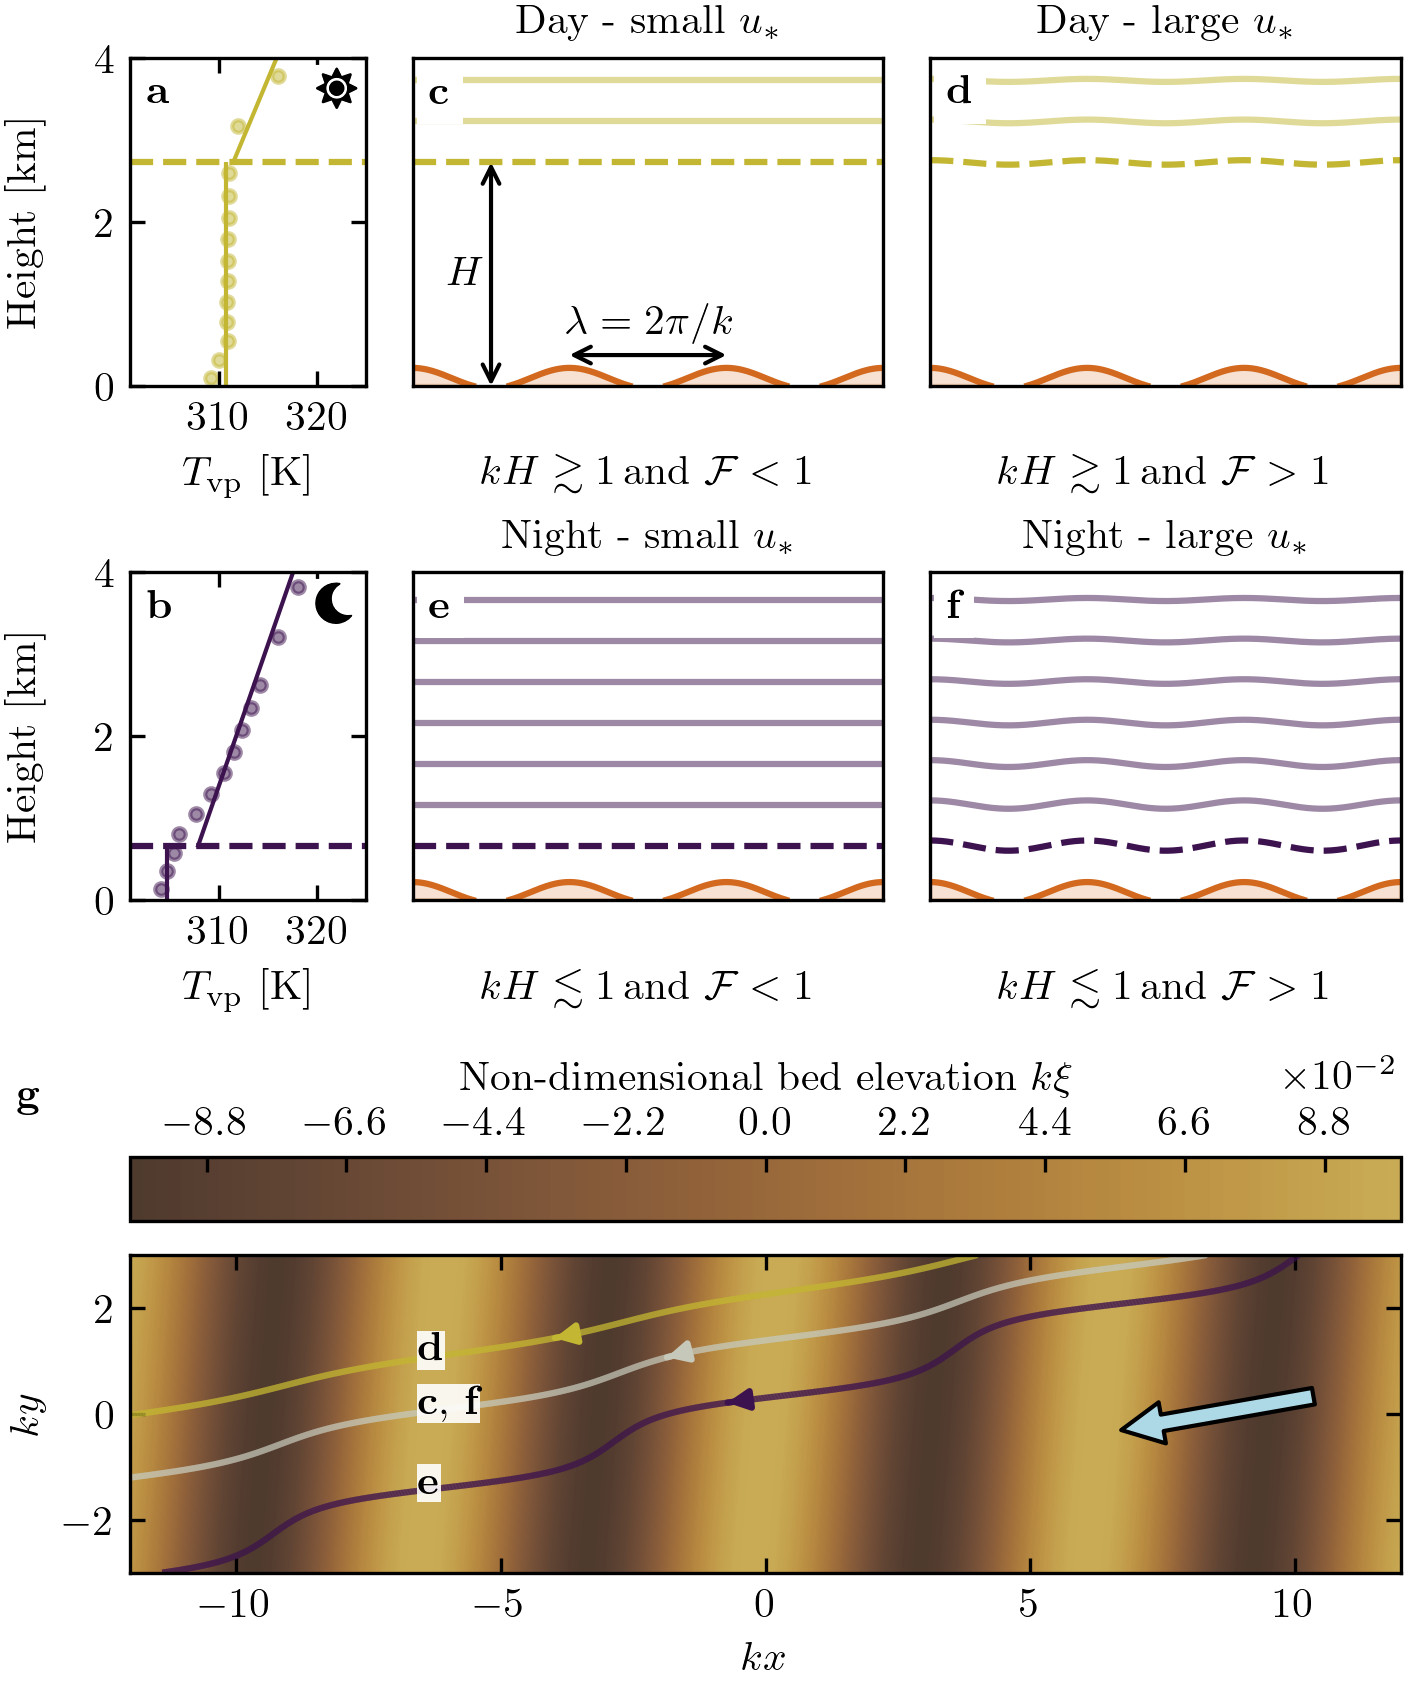 Day - small u_*
Day - large u_*
a
c
d
4
2
0
Height [km]
310 320
T_vp [K]
H
λ = 2π/k
kH ≳ 1 and ℱ < 1
kH ≳ 1 and ℱ > 1
Night - small u_*
Night - large u_*
b
e
f
4
2
0
Height [km]
310 320
T_vp [K]
kH ≲ 1 and ℱ < 1
kH ≲ 1 and ℱ > 1
g
Non-dimensional bed elevation kξ
×10⁻²
−8.8 −6.6 −4.4 −2.2 0.0 2.2 4.4 6.6 8.8
d
c, f
e
2
0
−2
ky
−10 −5 0 5 10
kx